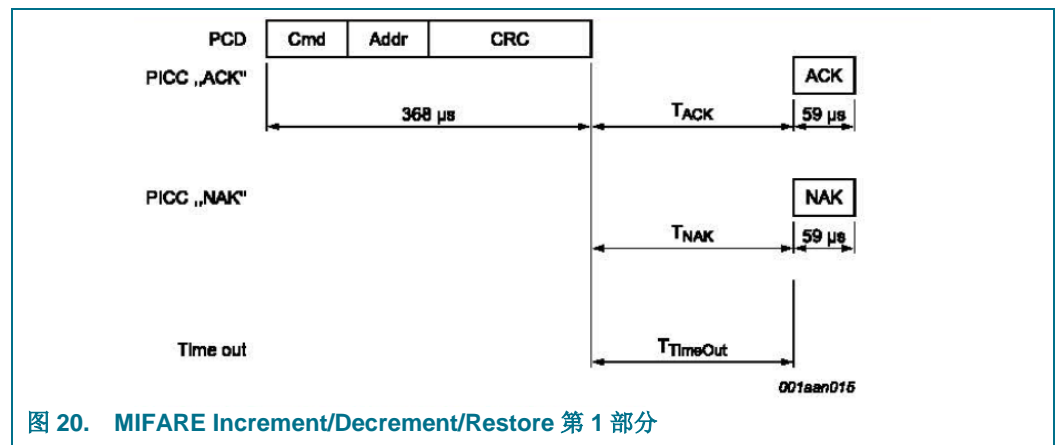 PCD Cmd Addr CRC
PICC „ACK" ACK
368 µs TACK 59 µs
PICC „NAK" NAK
TNAK 59 µs
Time out TTimeOut
001aan015
图 20. MIFARE Increment/Decrement/Restore 第 1 部分